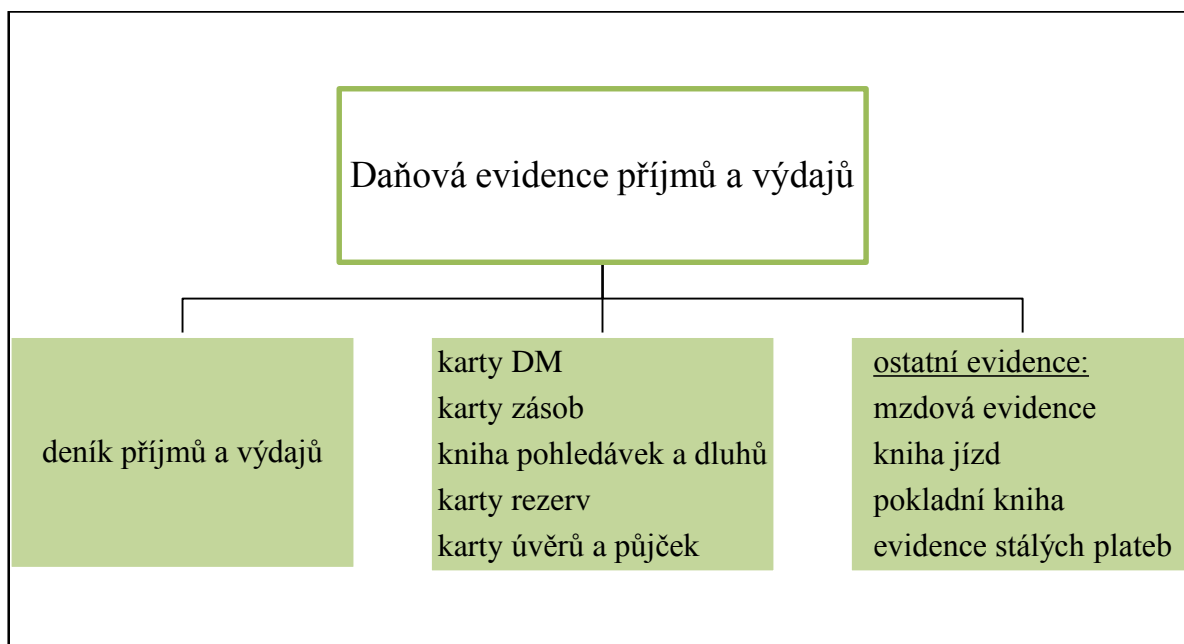 Daňová evidence příjmů a výdajů
deník příjmů a výdajů
karty DM
karty zásob
kniha pohledávek a dluhů
karty rezerv
karty úvěrů a půjček
ostatní evidence:
mzdová evidence
kniha jízd
pokladní kniha
evidence stálých plateb